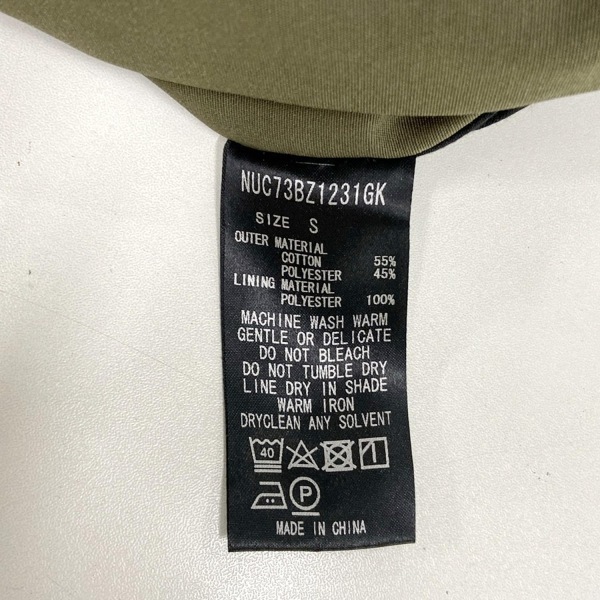 NUC73BZ1231GK
SIZE S
OUTER MATERIAL
COTTON 55%
POLYESTER 45%
LINING MATERIAL
POLYESTER 100%
MACHINE WASH WARM
GENTLE OR DELICATE
DO NOT BLEACH
DO NOT TUMBLE DRY
LINE DRY IN SHADE
WARM IRON
DRYCLEAN ANY SOLVENT
40
P
MADE IN CHINA